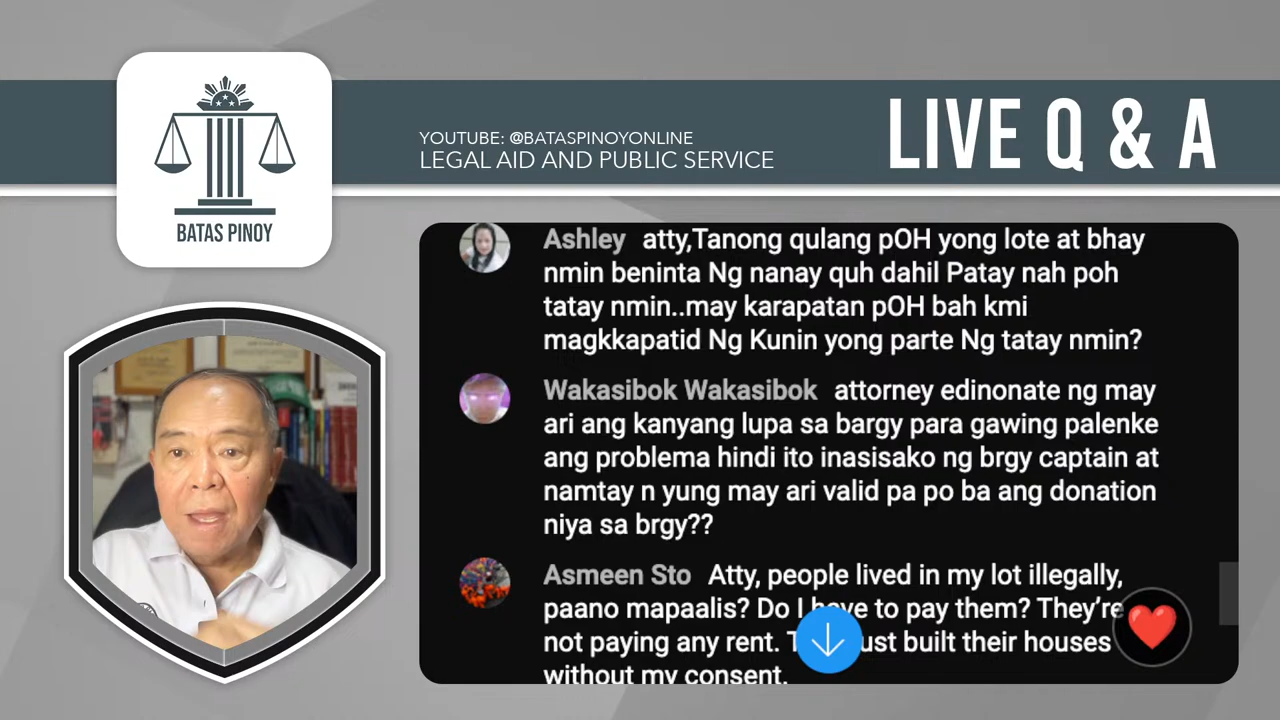 YOUTUBE: @BATASPINOYONLINE
LEGAL AID AND PUBLIC SERVICE
LIVE Q & A
BATAS PINOY
Ashley atty,Tanong qulang pOH yong lote at bhay
nmin beninta Ng nanay quh dahil Patay nah poh
tatay nmin..may karapatan pOH bah kmi
magkkapatid Ng Kunin yong parte Ng tatay nmin?
Wakasibok Wakasibok attorney edinonate ng may
ari ang kanyang lupa sa bargy para gawing palenke
ang problema hindi ito inasisako ng brgy captain at
namtay n yung may ari valid pa po ba ang donation
niya sa brgy??
Asmeen Sto Atty, people lived in my lot illegally,
paano mapaalis? Do I have to pay them? They're
not paying any rent. ust built their houses
without my consent.